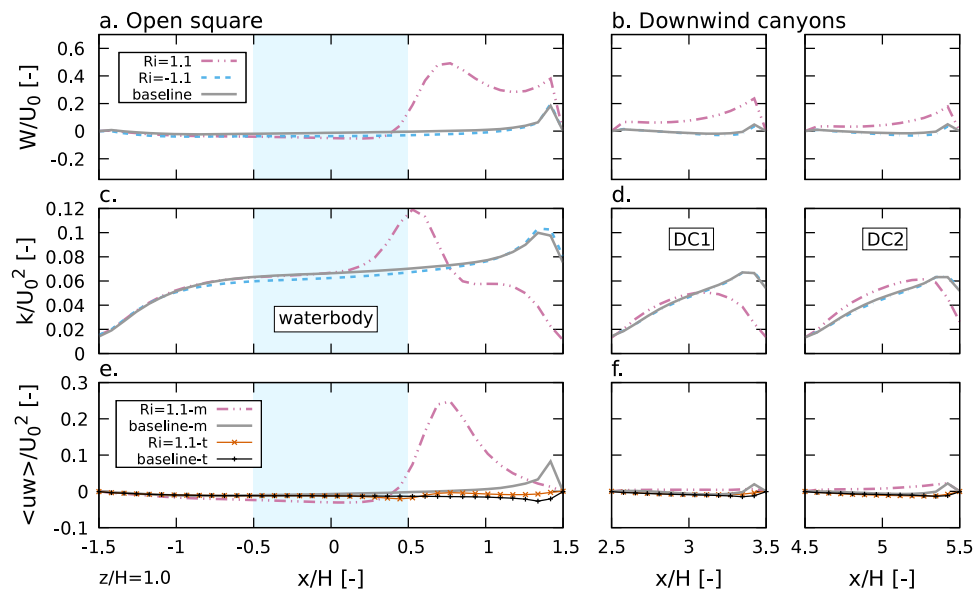 a. Open square
b. Downwind canyons
W/U0 [-]
0.6
0.4
0.2
0
-0.2
Ri=1.1
Ri=-1.1
baseline
c.
d.
k/U0² [-]
0.12
0.1
0.08
0.06
0.04
0.02
0
waterbody
DC1
DC2
e.
f.
<uw>/U0² [-]
0.3
0.2
0.1
0
-0.1
Ri=1.1-m
baseline-m
Ri=1.1-t
baseline-t
-1.5 -1 -0.5 0 0.5 1 1.5
2.5 3 3.5
4.5 5 5.5
z/H=1.0
x/H [-]
x/H [-]
x/H [-]